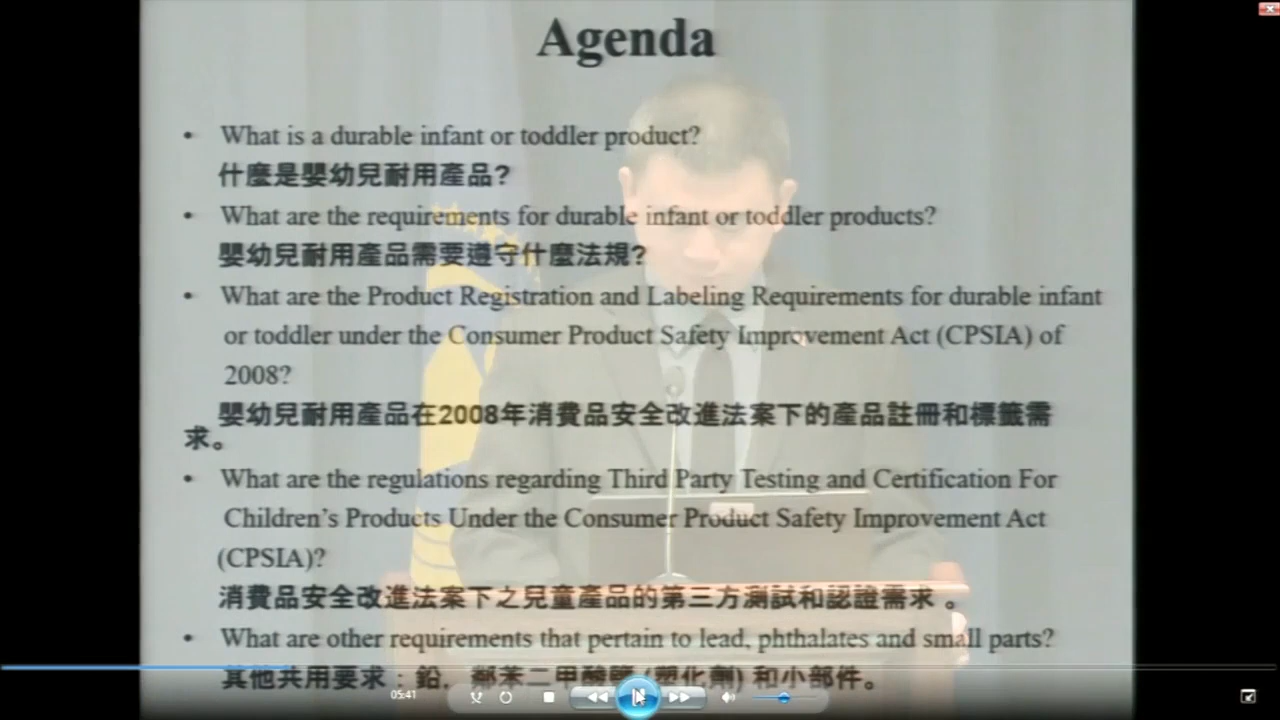 Agenda
• What is a durable infant or toddler product?
什麼是嬰幼兒耐用產品?
• What are the requirements for durable infant or toddler products?
嬰幼兒耐用產品需要遵守什麼法規?
• What are the Product Registration and Labeling Requirements for durable infant
or toddler under the Consumer Product Safety Improvement Act (CPSIA) of
2008?
嬰幼兒耐用產品在2008年消費品安全改進法案下的產品註冊和標籤需
求。
• What are the regulations regarding Third Party Testing and Certification For
Children's Products Under the Consumer Product Safety Improvement Act
(CPSIA)?
消費品安全改進法案下之兒童產品的第三方測試和認證需求 。
• What are other requirements that pertain to lead, phthalates and small parts?
其他共用要求 : 鉛, 鄰苯二甲酸鹽 (塑化劑) 和小部件。
05:41